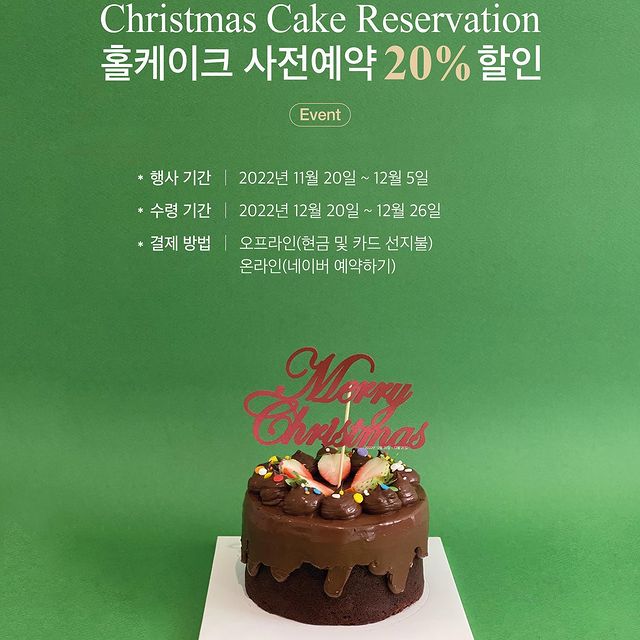 Christmas Cake Reservation
홀케이크 사전예약 20% 할인
Event
* 행사 기간 | 2022년 11월 20일 ~ 12월 5일
* 수령 기간 | 2022년 12월 20일 ~ 12월 26일
* 결제 방법 | 오프라인(현금 및 카드 선지불)
온라인(네이버 예약하기)
Merry
Christmas